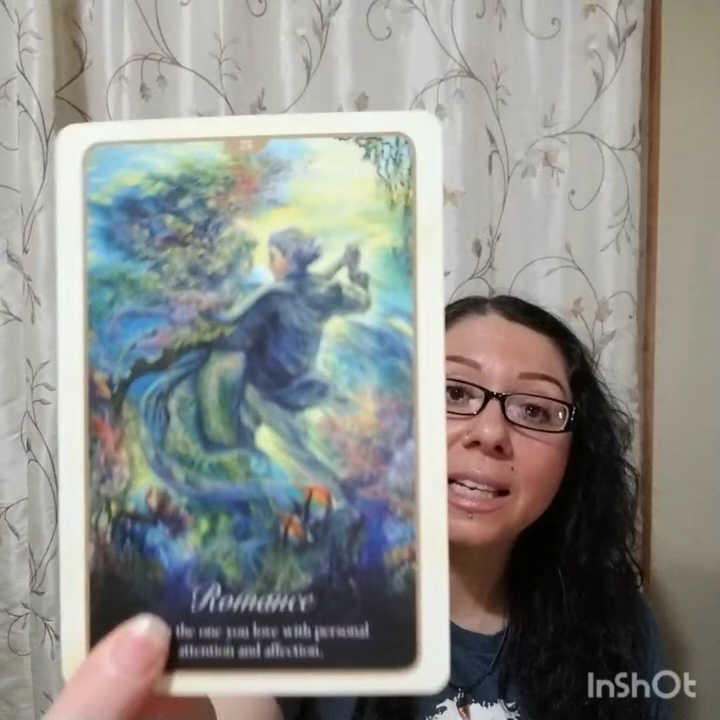 Romance
the one you love with personal
attention and affection.
InShOt